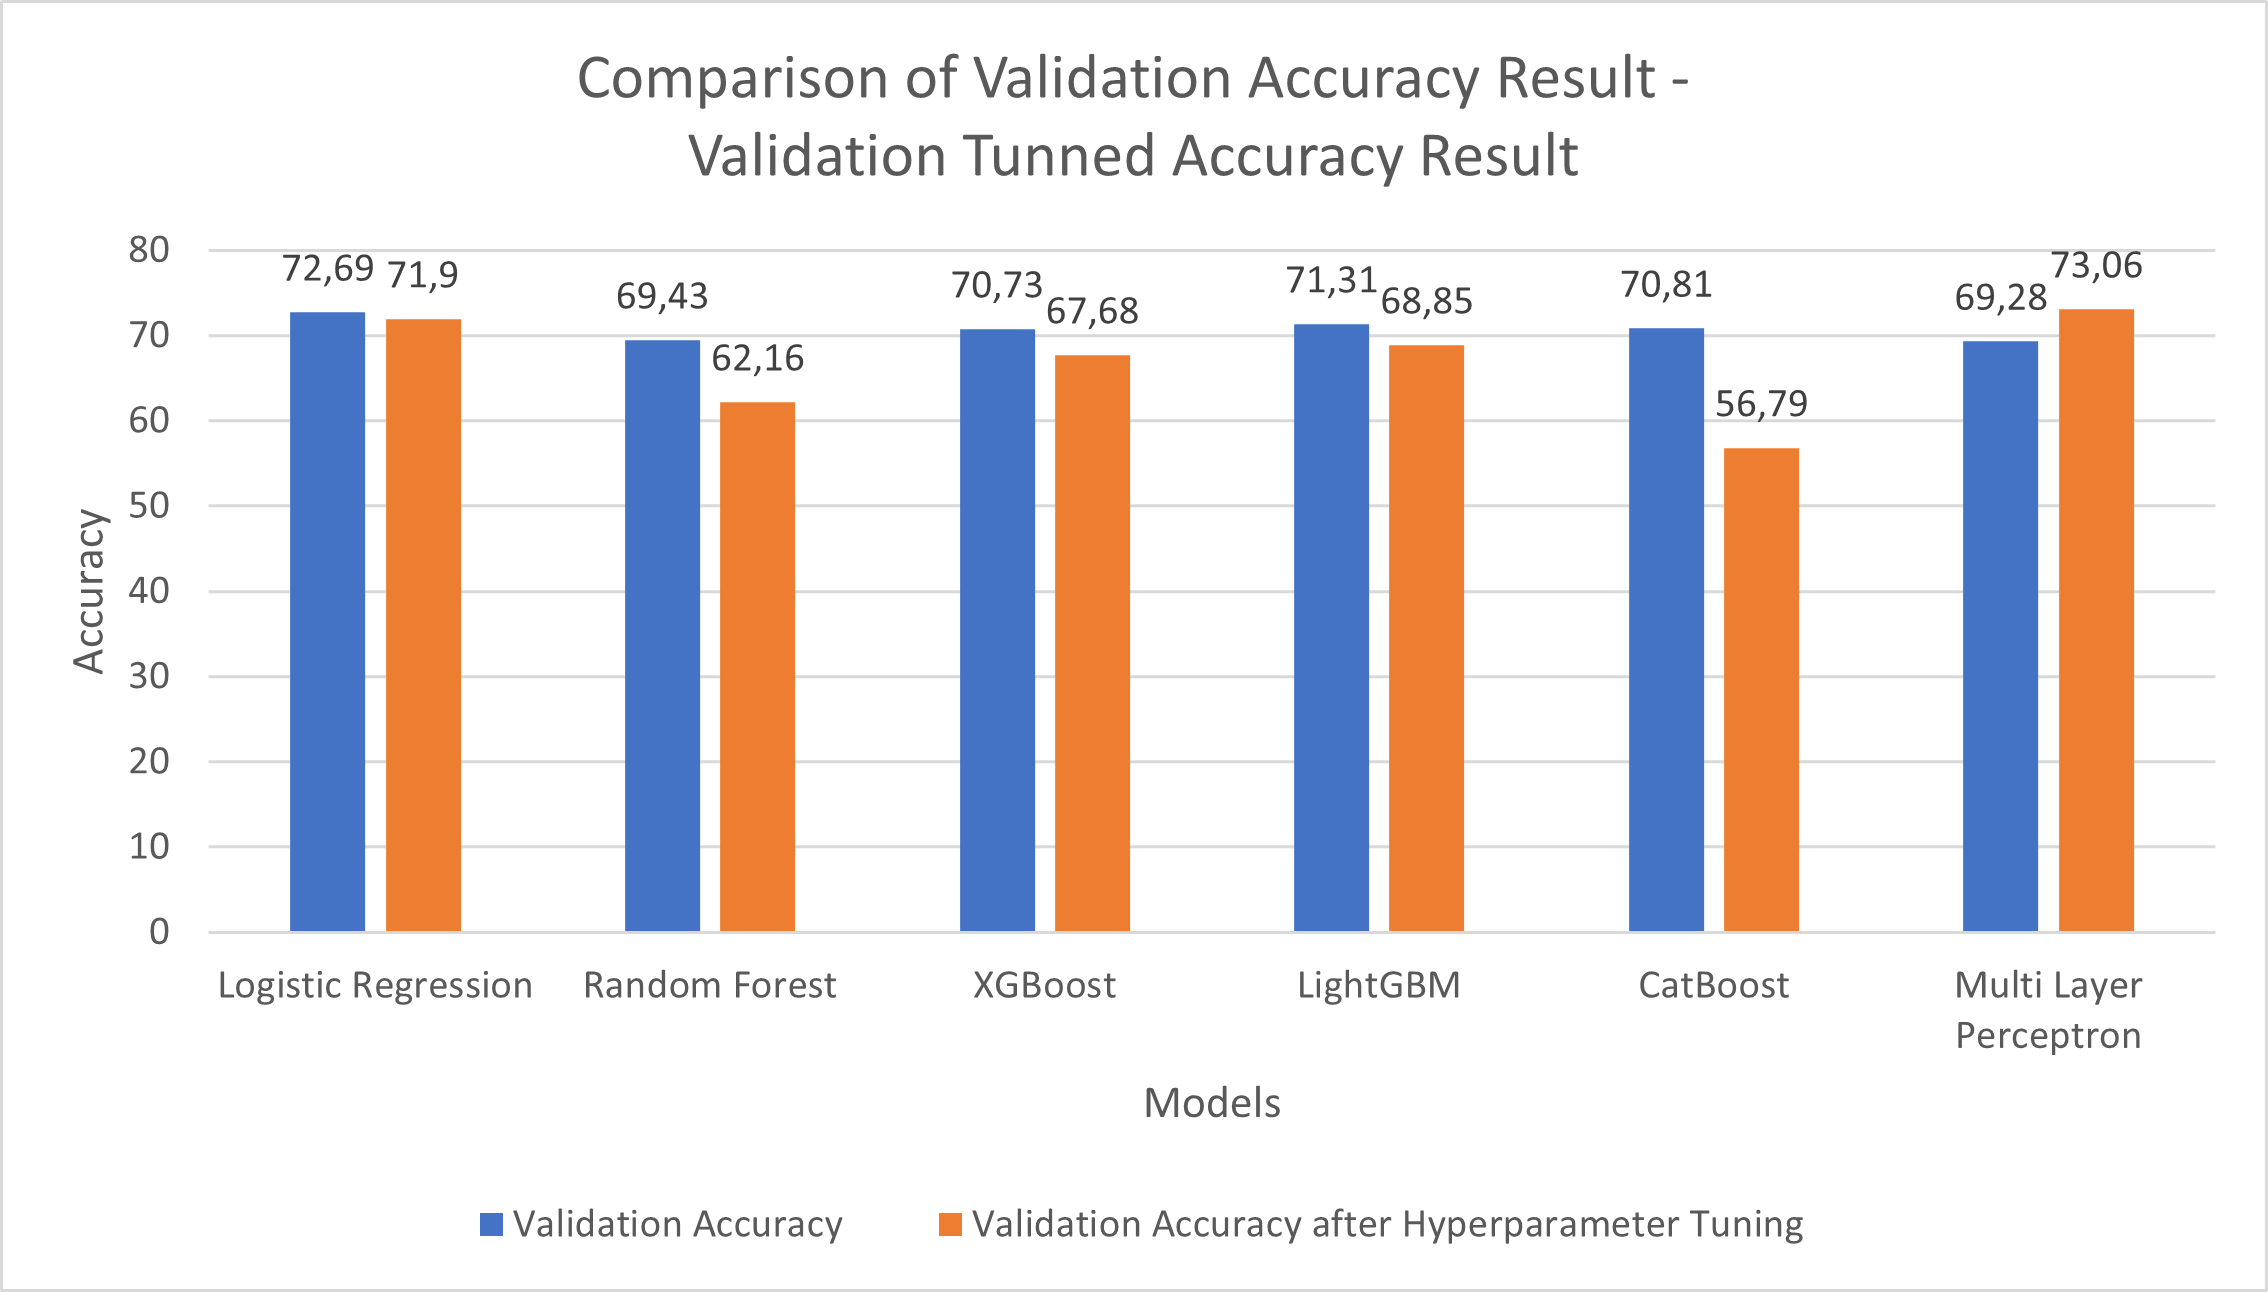 Comparison of Validation Accuracy Result -
Validation Tunned Accuracy Result
Accuracy
80
70
60
50
40
30
20
10
0
72,69
71,9
69,43
62,16
70,73
67,68
71,31
68,85
70,81
56,79
69,28
73,06
Logistic Regression
Random Forest
XGBoost
LightGBM
CatBoost
Multi Layer
Perceptron
Models
Validation Accuracy
Validation Accuracy after Hyperparameter Tuning